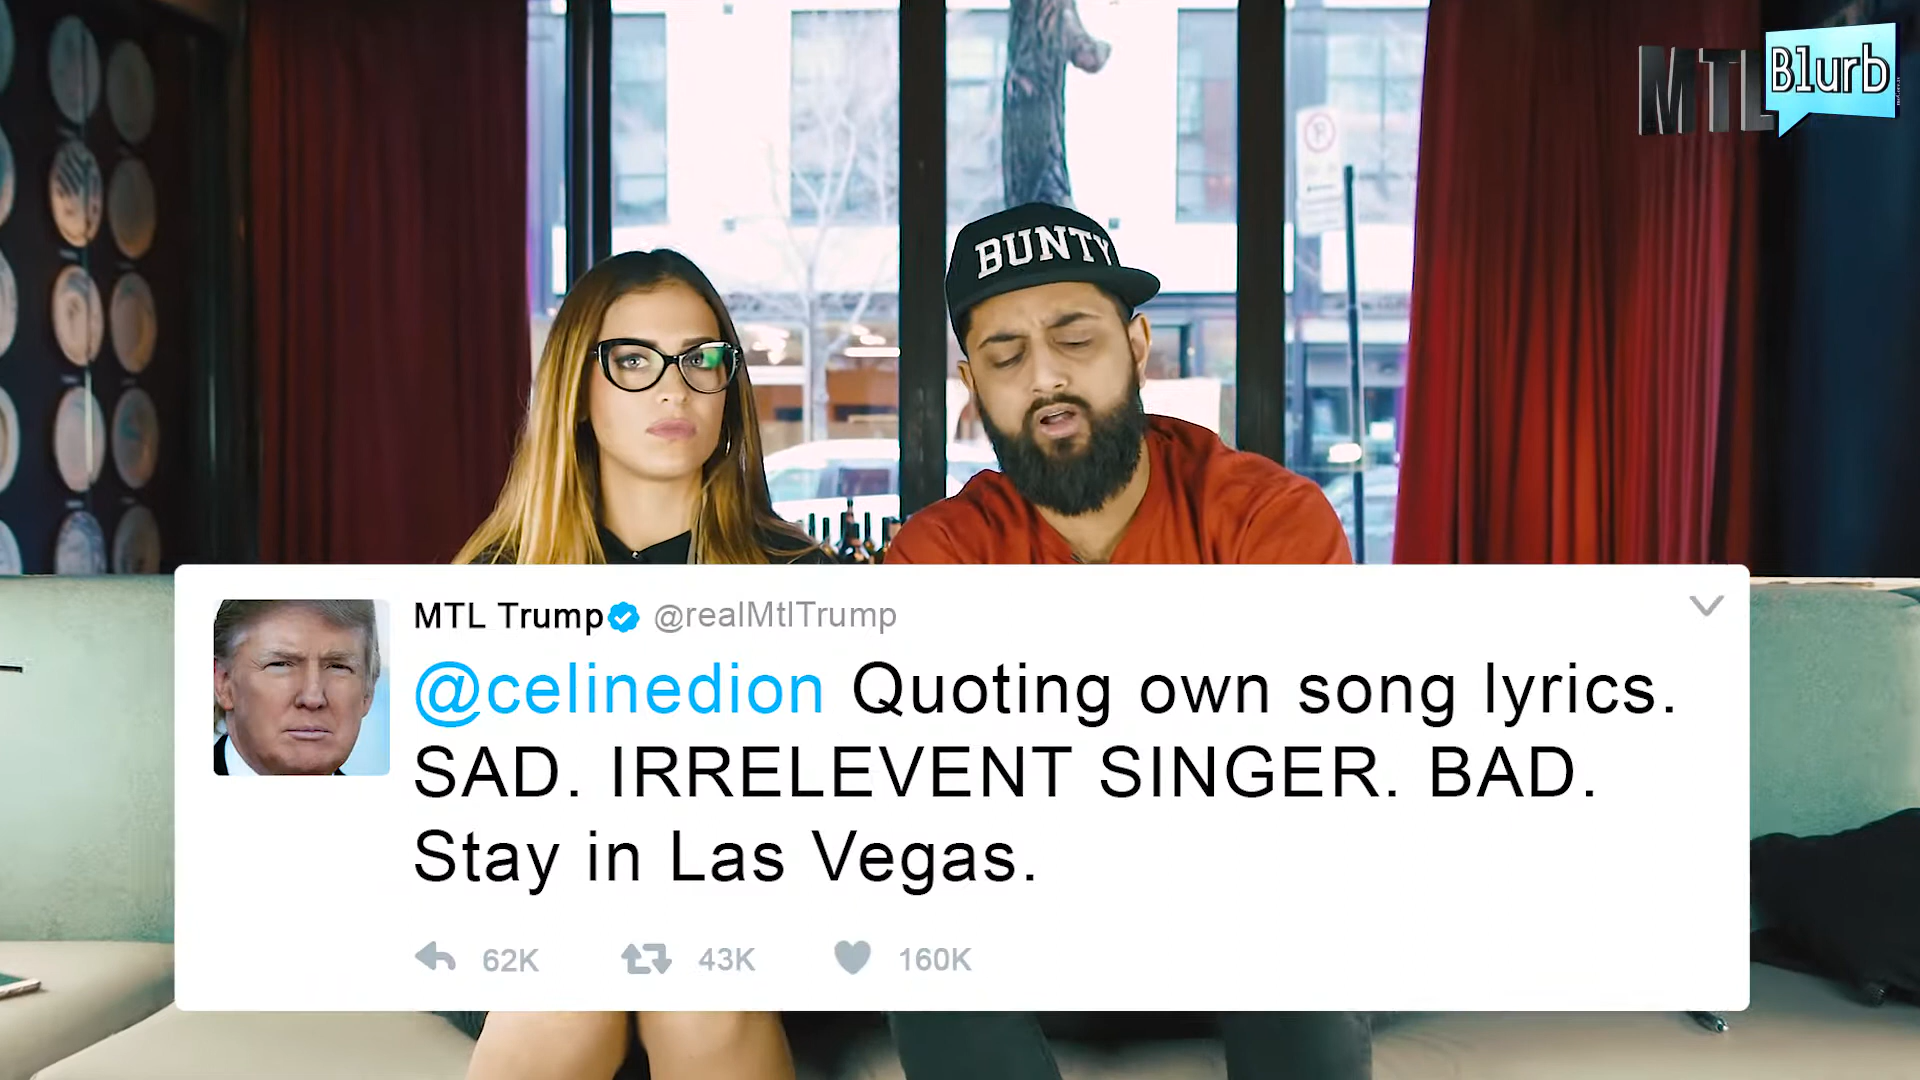 MTL Blurb
BUNTY
MTL Trump @realMtlTrump
@celinedion Quoting own song lyrics.
SAD. IRRELEVENT SINGER. BAD.
Stay in Las Vegas.
62K 43K 160K